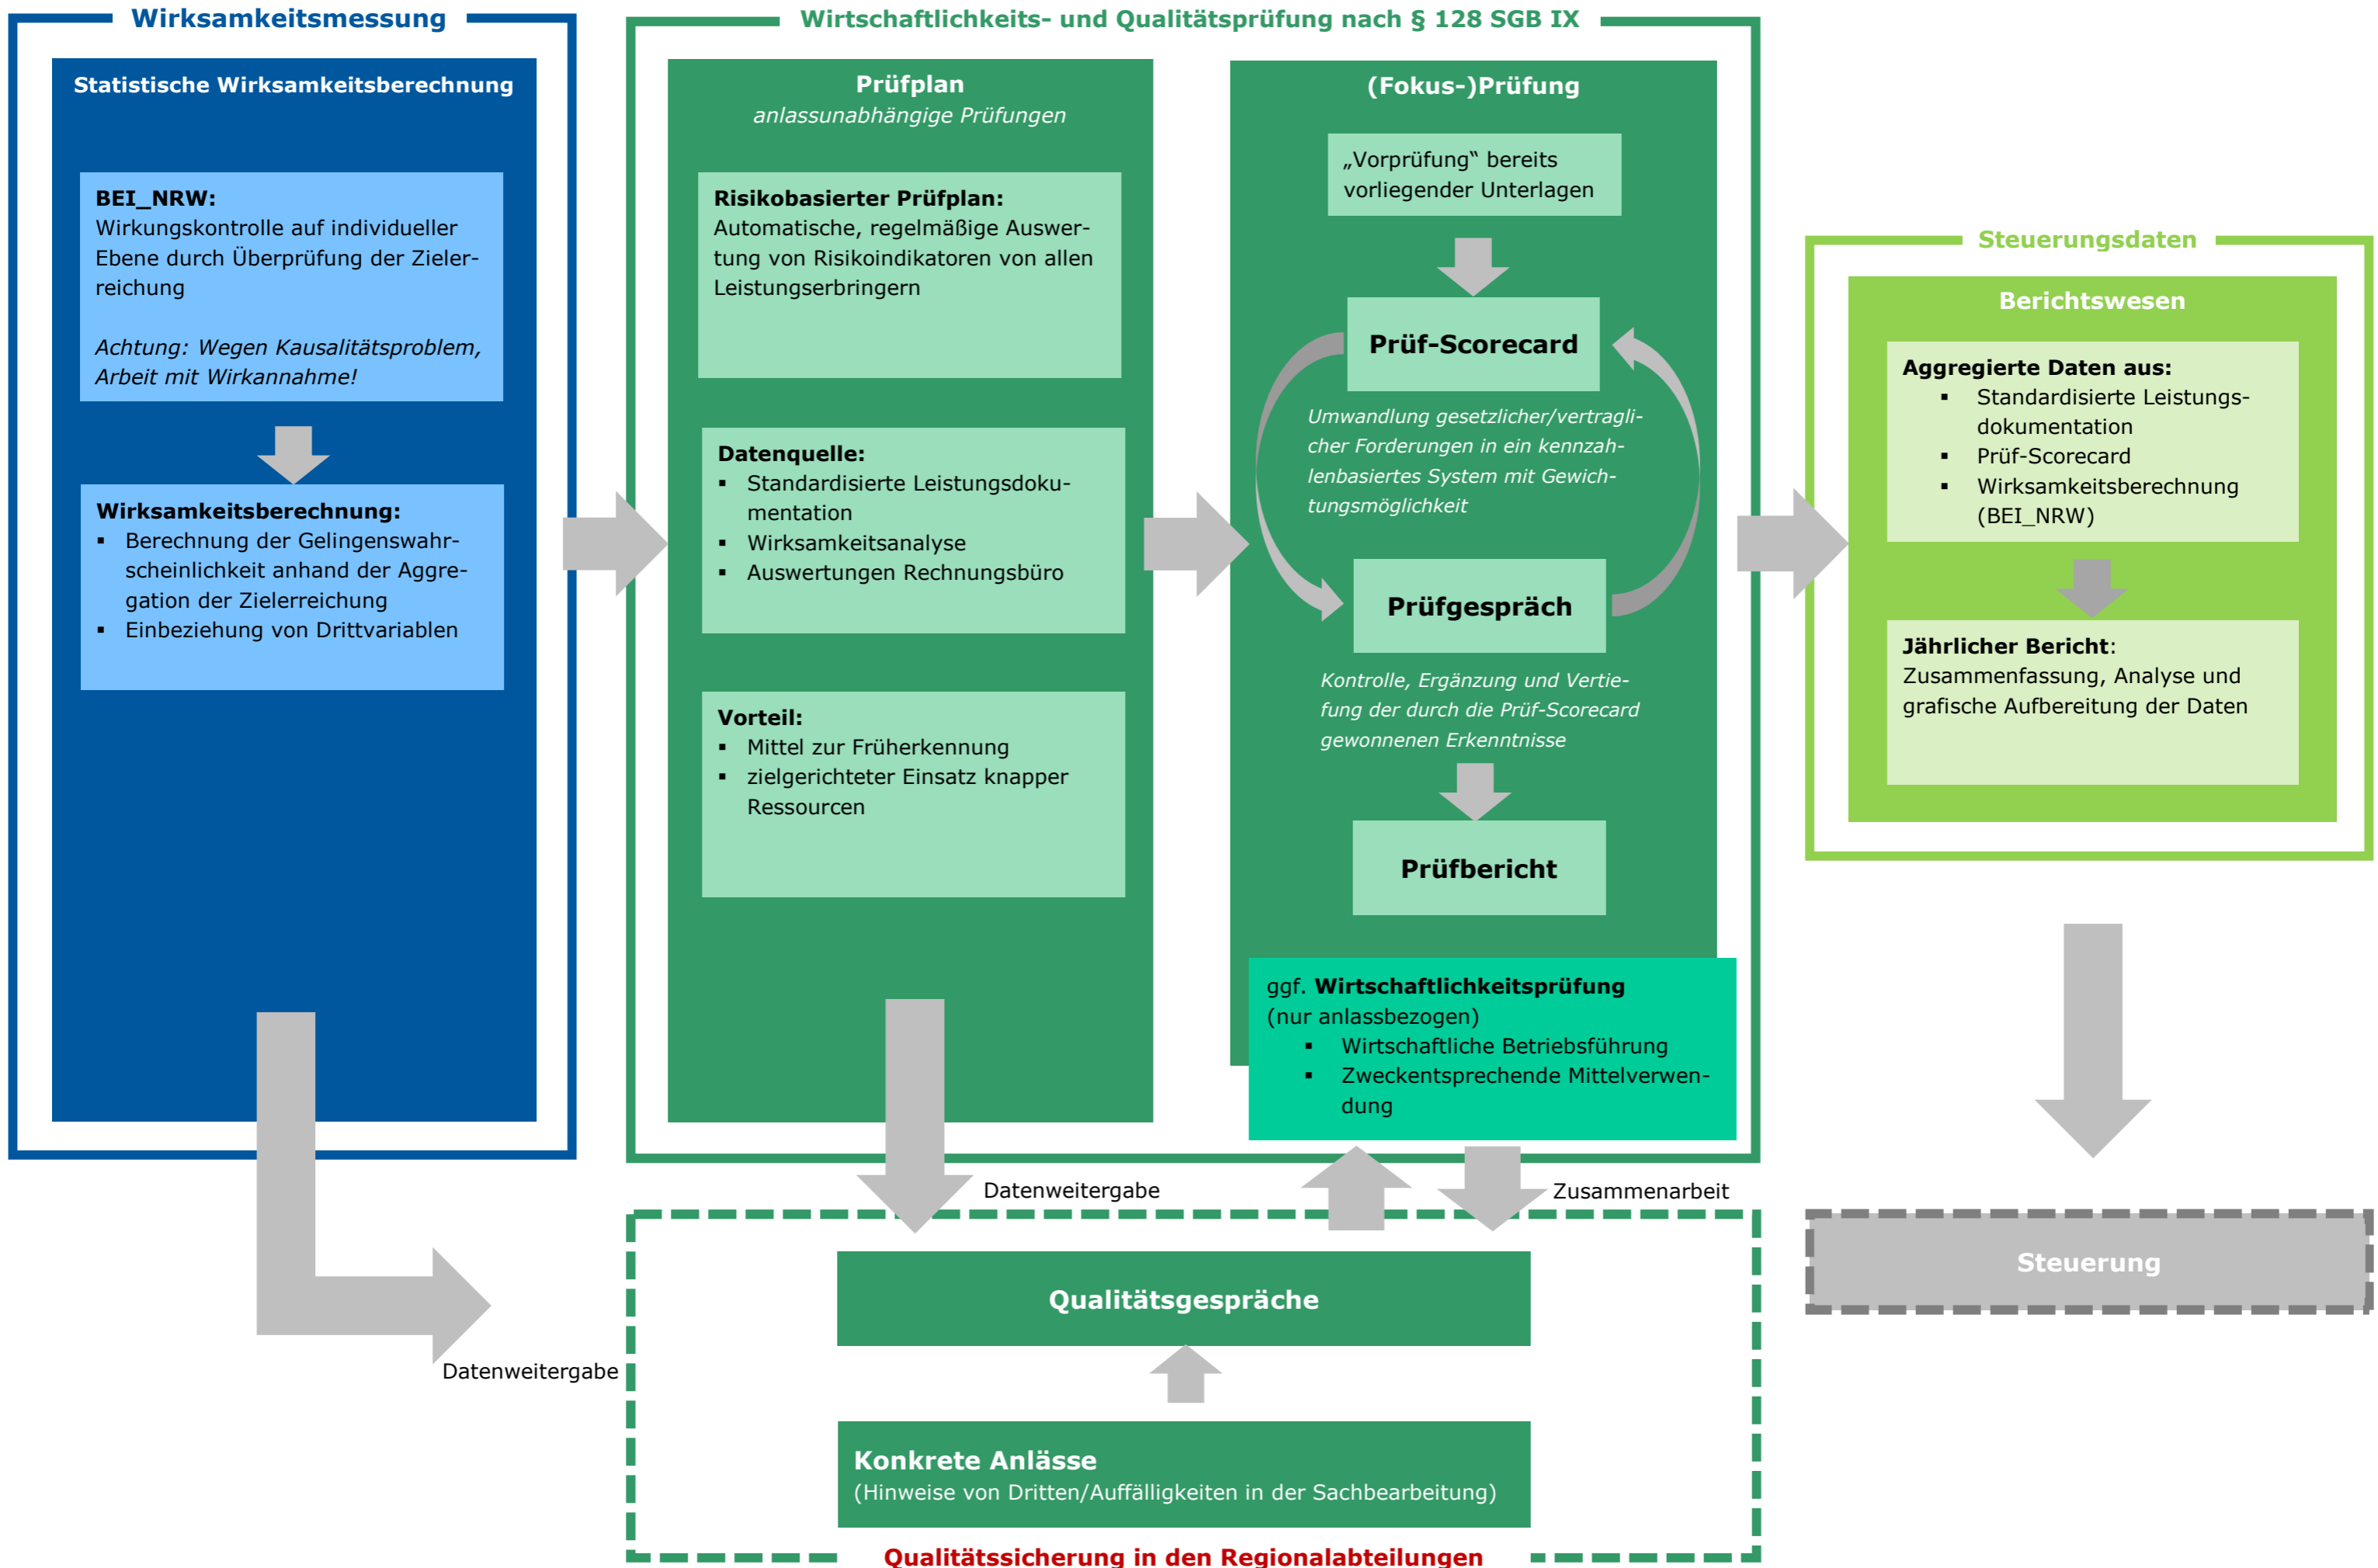 Wirksamkeitsmessung
Statistische Wirksamkeitsberechnung
BEI_NRW:
Wirkungskontrolle auf individueller
Ebene durch Überprüfung der Zieler-
reichung
Achtung: Wegen Kausalitätsproblem,
Arbeit mit Wirkannahme!
Wirksamkeitsberechnung:
▪ Berechnung der Gelingenswahr-
scheinlichkeit anhand der Aggre-
gation der Zielerreichung
▪ Einbeziehung von Drittvariablen
Datenweitergabe
Wirtschaftlichkeits- und Qualitätsprüfung nach § 128 SGB IX
Prüfplan
anlassunabhängige Prüfungen
Risikobasierter Prüfplan:
Automatische, regelmäßige Auswer-
tung von Risikoindikatoren von allen
Leistungserbringern
Datenquelle:
▪ Standardisierte Leistungsdoku-
mentation
▪ Wirksamkeitsanalyse
▪ Auswertungen Rechnungsbüro
Vorteil:
▪ Mittel zur Früherkennung
▪ zielgerichteter Einsatz knapper
Ressourcen
Datenweitergabe
(Fokus-)Prüfung
„Vorprüfung“ bereits
vorliegender Unterlagen
Prüf-Scorecard
Umwandlung gesetzlicher/vertragli-
cher Forderungen in ein kennzah-
lenbasiertes System mit Gewich-
tungsmöglichkeit
Prüfgespräch
Kontrolle, Ergänzung und Vertie-
fung der durch die Prüf-Scorecard
gewonnenen Erkenntnisse
Prüfbericht
ggf. Wirtschaftlichkeitsprüfung
(nur anlassbezogen)
▪ Wirtschaftliche Betriebsführung
▪ Zweckentsprechende Mittelverwen-
dung
Zusammenarbeit
Qualitätsgespräche
Konkrete Anlässe
(Hinweise von Dritten/Auffälligkeiten in der Sachbearbeitung)
Qualitätssicherung in den Regionalabteilungen
Steuerungsdaten
Berichtswesen
Aggregierte Daten aus:
▪ Standardisierte Leistungs-
dokumentation
▪ Prüf-Scorecard
▪ Wirksamkeitsberechnung
(BEI_NRW)
Jährlicher Bericht:
Zusammenfassung, Analyse und
grafische Aufbereitung der Daten
Steuerung